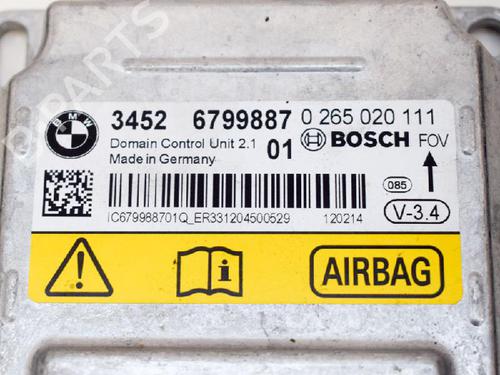 BMW
3452 6799887 0 265 020 111
Domain Control Unit 2.1 01 BOSCH FOV
Made in Germany
085
IC679988701Q_ER331204500529 120214 V-3.4
AIRBAG